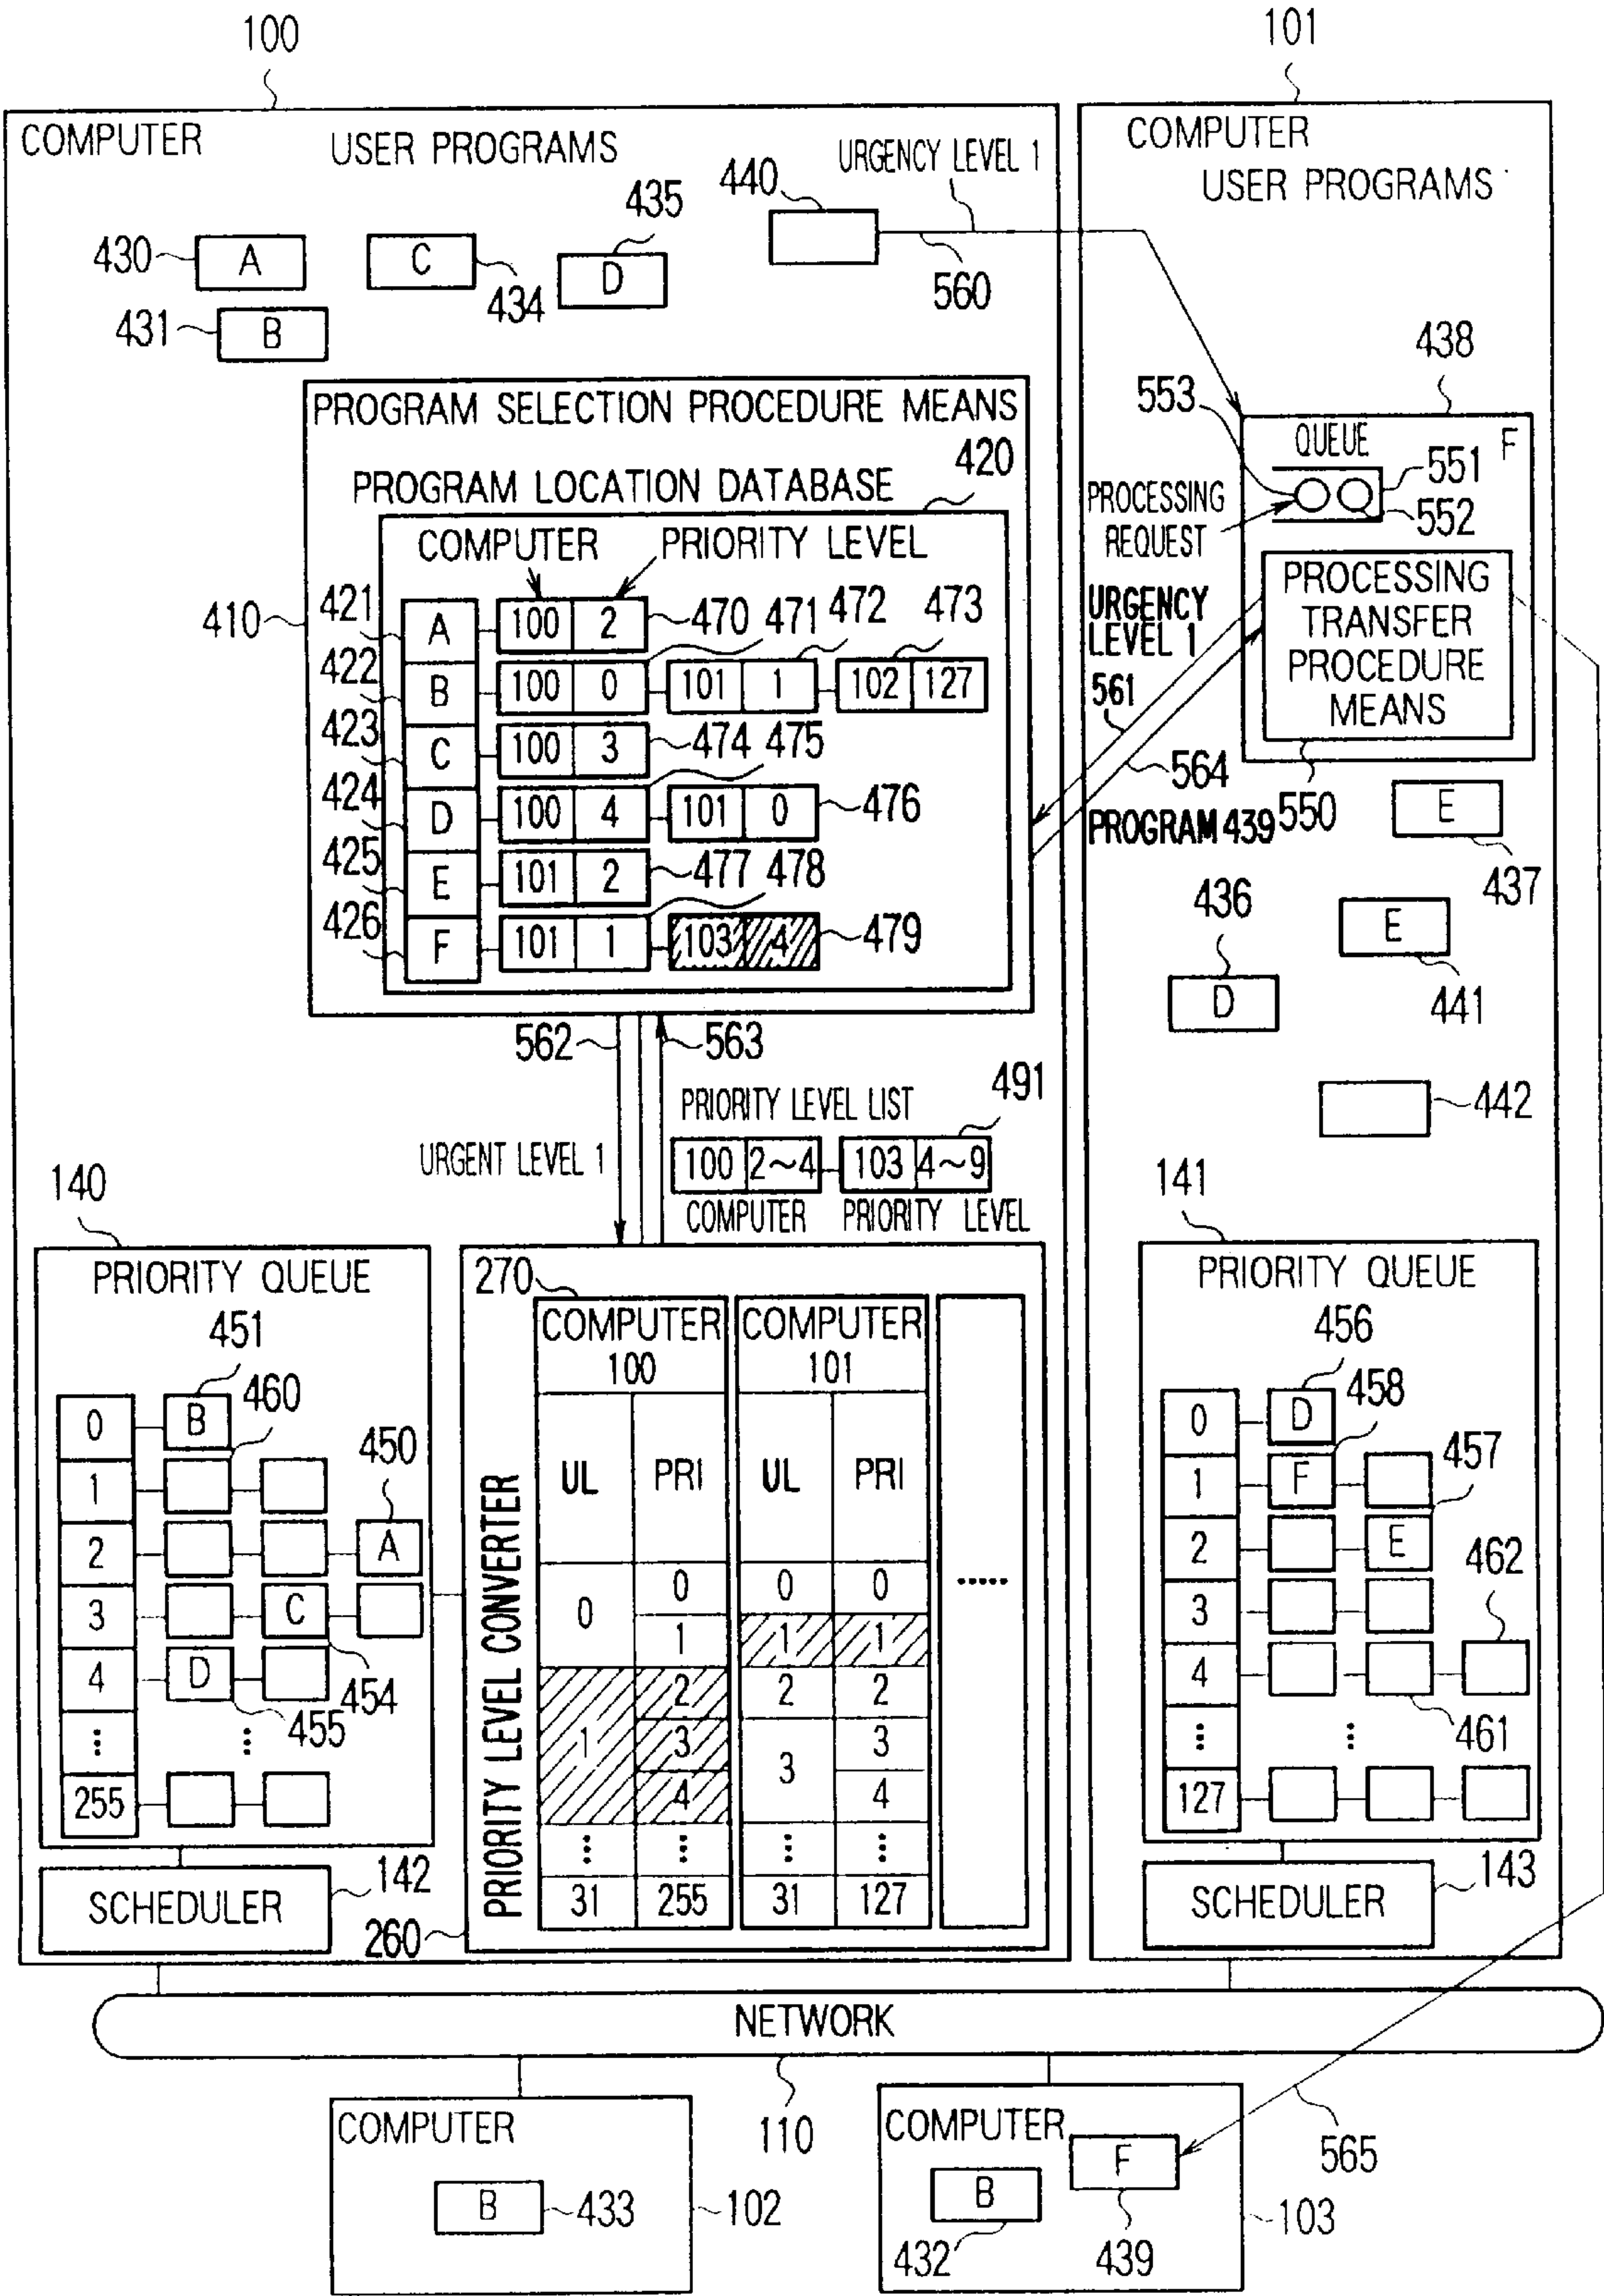 100
101
COMPUTER
USER PROGRAMS
URGENCY LEVEL 1
COMPUTER
USER PROGRAMS
430
A
C
434
435
D
440
560
431
B
438
553
QUEUE
F
551
552
PROCESSING
REQUEST
PROCESSING
TRANSFER
PROCEDURE
MEANS
URGENCY
LEVEL 1
561
564
PROGRAM 439
550
E
437
E
441
436
D
442
PROGRAM SELECTION PROCEDURE MEANS
420
PROGRAM LOCATION DATABASE
COMPUTER
PRIORITY LEVEL
410
421
A
100 2
470
471
472
473
422
B
100 0
101 1
102 127
423
C
100 3
474
475
424
D
100 4
101 0
476
425
E
101 2
477
478
426
F
101 1
103 4
479
562
563
491
PRIORITY LEVEL LIST
URGENT LEVEL 1
100 2~4
103 4~9
COMPUTER
PRIORITY LEVEL
140
PRIORITY QUEUE
451
460
450
0
B
1
2
A
3
C
4
D
454
455
⋮
⋮
255
SCHEDULER
142
PRIORITY LEVEL CONVERTER
260
270
COMPUTER
100
COMPUTER
101
UL
PRI
UL
PRI
0
0
0
0
1
1
1
1
2
2
2
3
3
3
4
4
⋮
⋮
⋮
⋮
31
255
31
127
.....
141
PRIORITY QUEUE
456
458
457
0
D
1
F
2
E
462
3
4
461
⋮
⋮
127
SCHEDULER
143
NETWORK
110
COMPUTER
B
433
102
COMPUTER
B
432
F
439
103
565